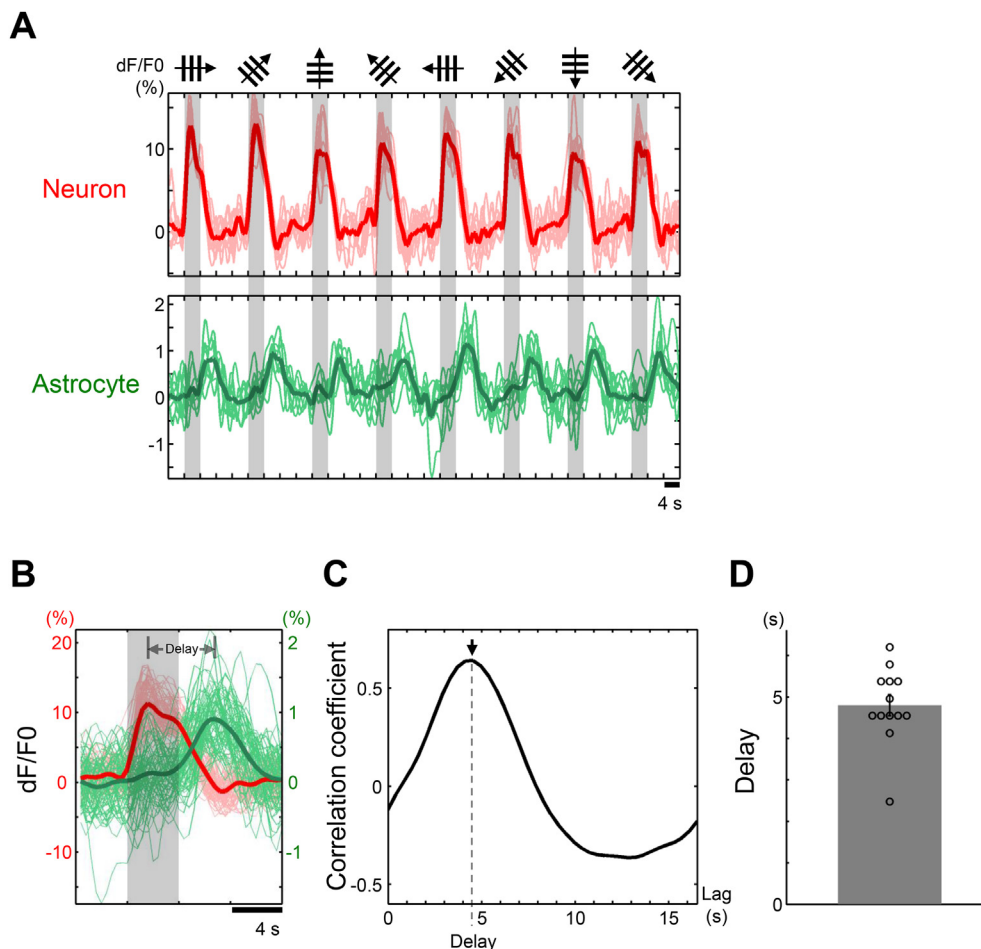 A
dF/F0
(%)
10
0
Neuron
2
1
0
-1
Astrocyte
4 s
B
C
D
(%)
(%)
20
10
0
-10
dF/F0
Delay
2
1
0
-1
4 s
Correlation coefficient
0.5
0
-0.5
0
5
10
15
Lag
(s)
Delay
(s)
Delay
5
0